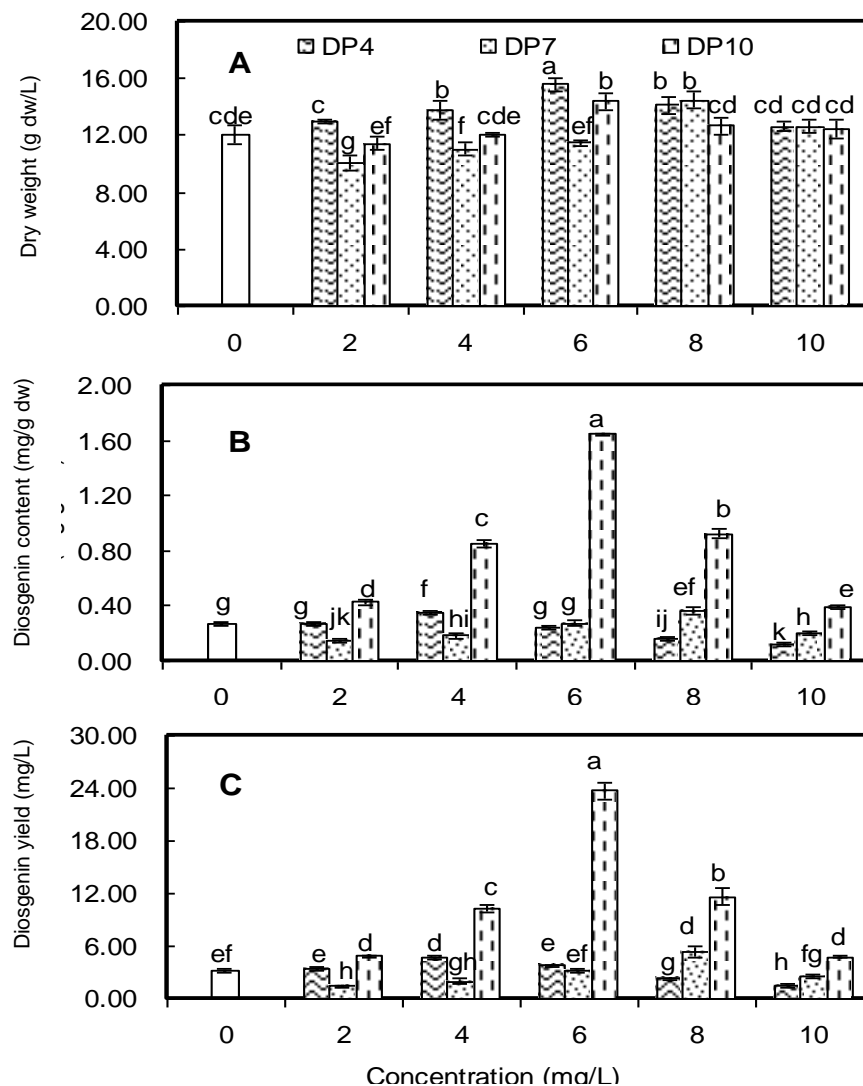 20.00
A
DP4 DP7 DP10
16.00
12.00
8.00
4.00
0.00
Dry weight (g dw/L)
cde c g ef b f cde a ef b b b cd cd cd cd
0 2 4 6 8 10
2.00
B
1.60
1.20
0.80
0.40
0.00
Diosgenin content (mg/g dw)
g g jk d f hi c g g a ij ef b k h e
0 2 4 6 8 10
30.00
C
24.00
18.00
12.00
6.00
0.00
Diosgenin yield (mg/L)
ef e h d d gh c e ef a g d b h fg d
0 2 4 6 8 10
Concentration (mg/L)